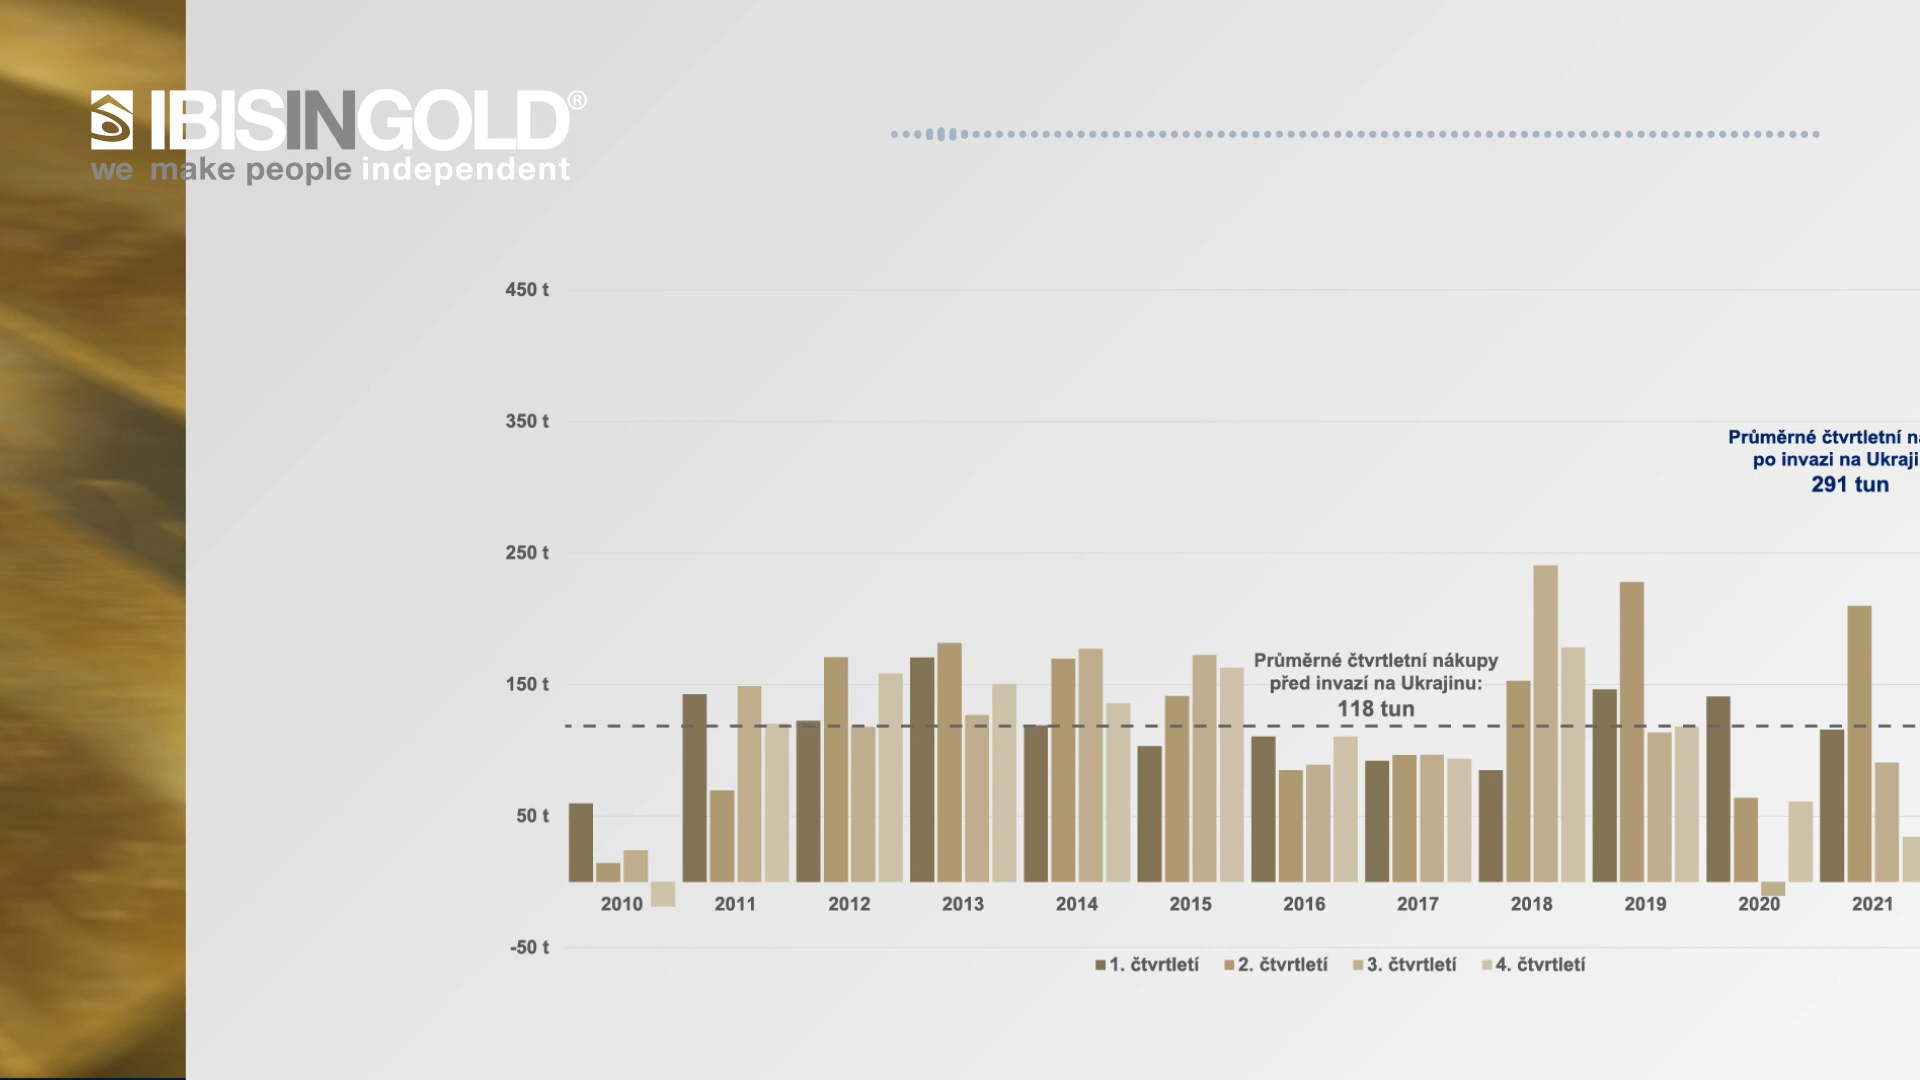 IBISINGOLD®
we make people independent
450 t
350 t
Průměrné čtvrtletní
po invazi na
291 tun
250 t
Průměrné čtvrtletní nákupy
před invazí na Ukrajinu:
118 tun
150 t
50 t
2010 2011 2012 2013 2014 2015 2016 2017 2018 2019 2020 2021
-50 t
1. čtvrtletí 2. čtvrtletí 3. čtvrtletí 4. čtvrtletí